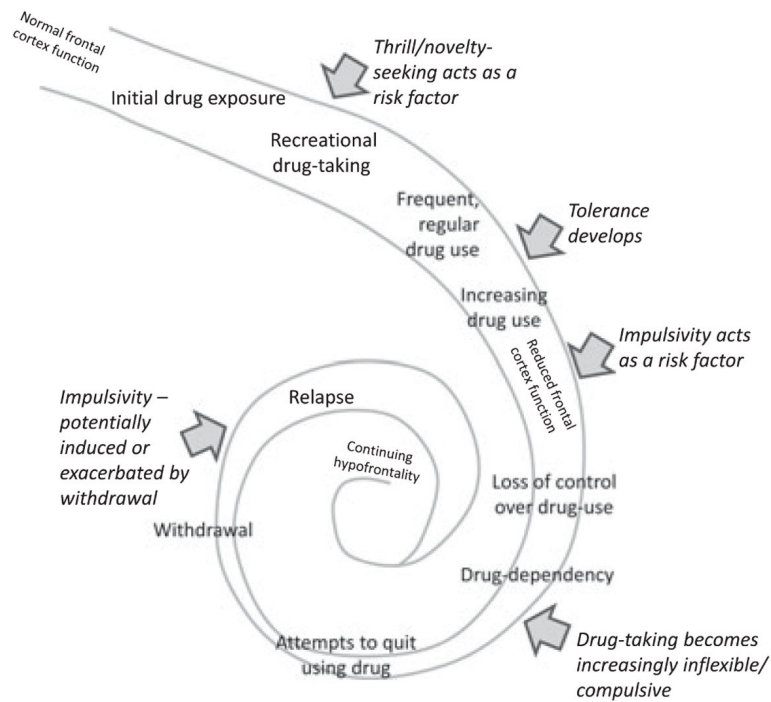 Normal frontal
cortex function
Initial drug exposure
Thrill/novelty-
seeking acts as a
risk factor
Recreational
drug-taking
Frequent,
regular
drug use
Tolerance
develops
Increasing
drug use
Impulsivity acts
as a risk factor
Reduced frontal
cortex function
Loss of control
over drug-use
Drug-dependency
Drug-taking becomes
increasingly inflexible/
compulsive
Attempts to quit
using drug
Withdrawal
Impulsivity –
potentially
induced or
exacerbated by
withdrawal
Relapse
Continuing
hypofrontality